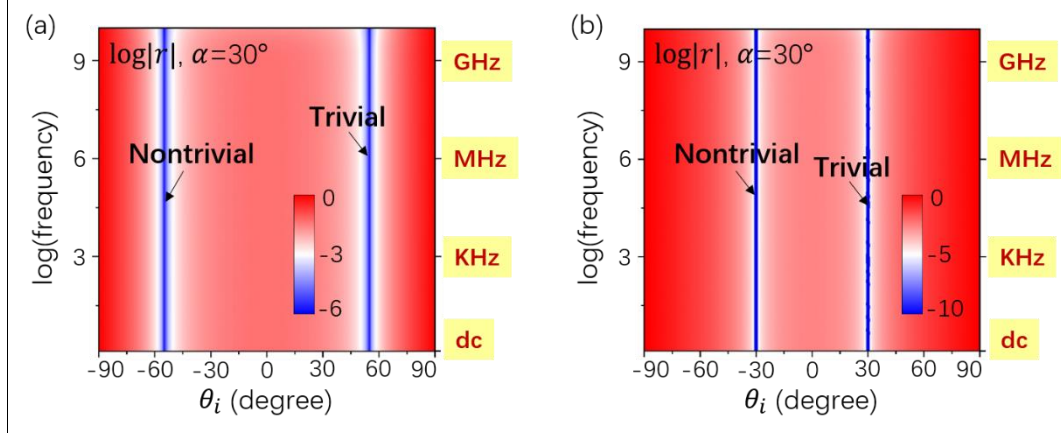 (a)
log|r|, α=30°
Nontrivial
Trivial
0
-3
-6
9
6
3
log(frequency)
-90 -60 -30 0 30 60 90
θᵢ (degree)
GHz
MHz
KHz
dc
(b)
log|r|, α=30°
Nontrivial
Trivial
0
-5
-10
9
6
3
log(frequency)
-90 -60 -30 0 30 60 90
θᵢ (degree)
GHz
MHz
KHz
dc